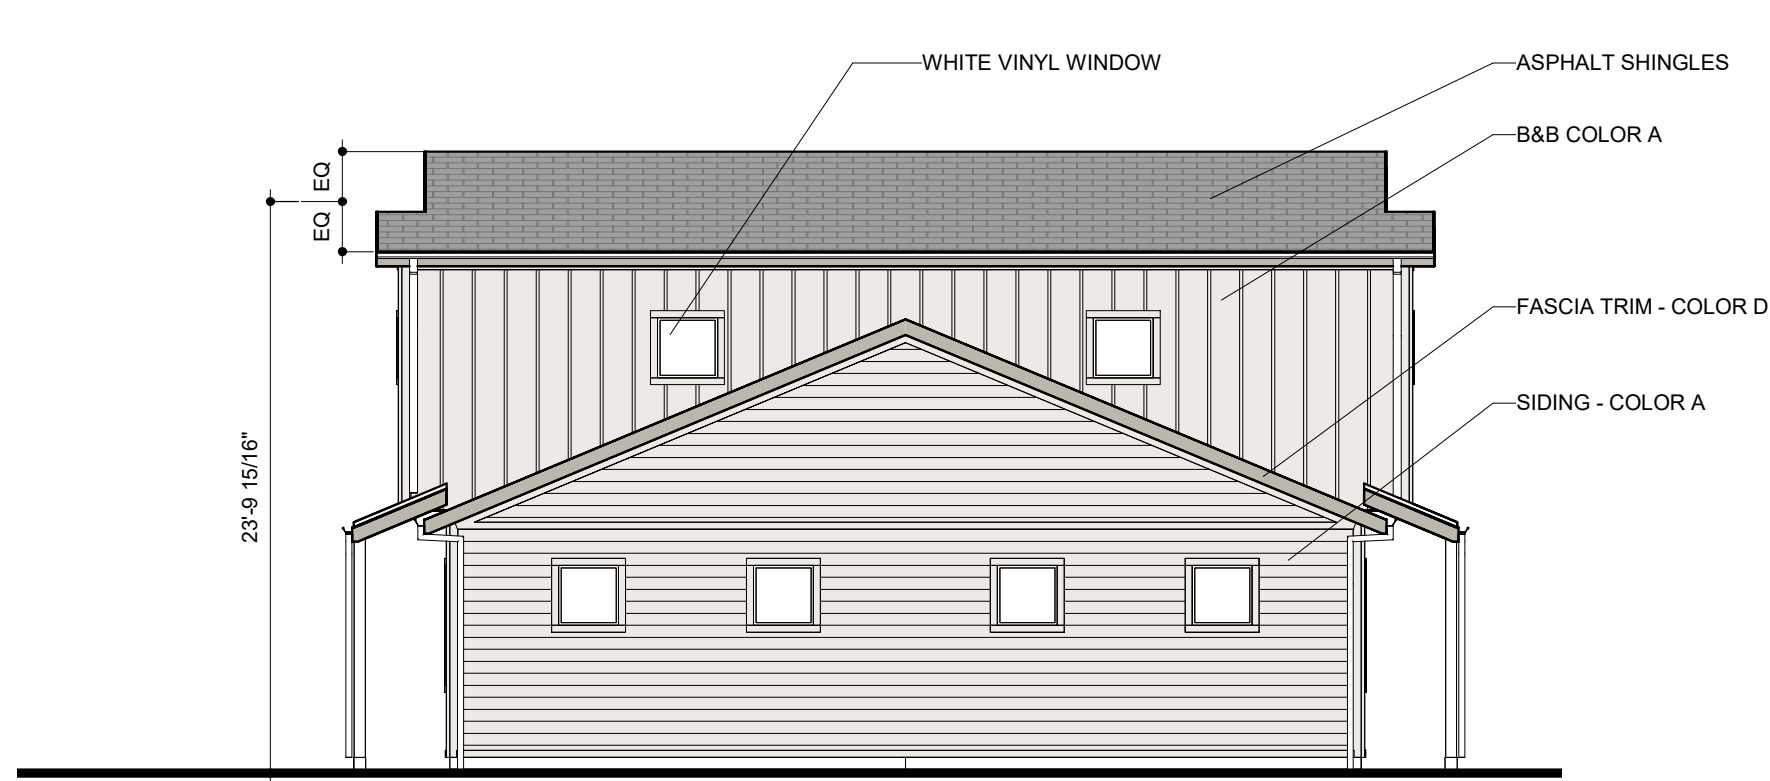 WHITE VINYL WINDOW
ASPHALT SHINGLES
B&B COLOR A
EQ
EQ
FASCIA TRIM - COLOR D
SIDING - COLOR A
23'-9 15/16"